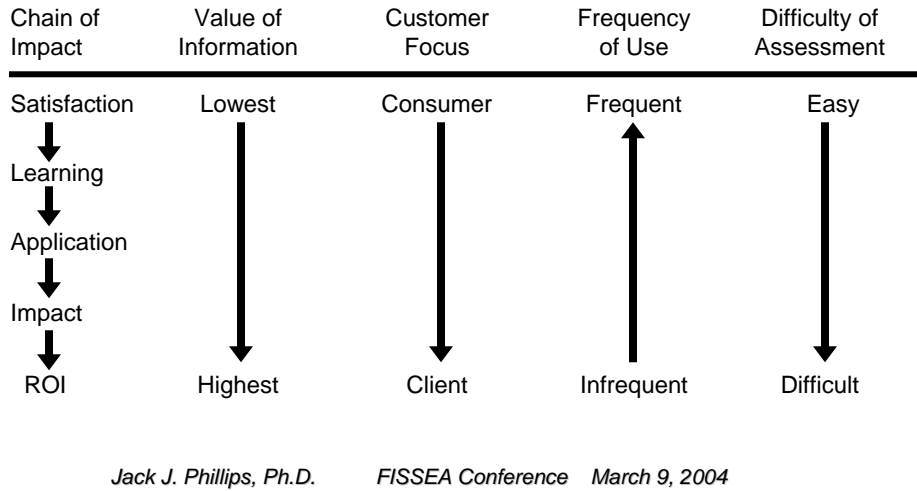 Chain of Impact
Value of Information
Customer Focus
Frequency of Use
Difficulty of Assessment
Satisfaction Lowest Consumer Frequent Easy
Learning
Application
Impact
ROI Highest Client Infrequent Difficult
Jack J. Phillips, Ph.D. FISSEA Conference March 9, 2004